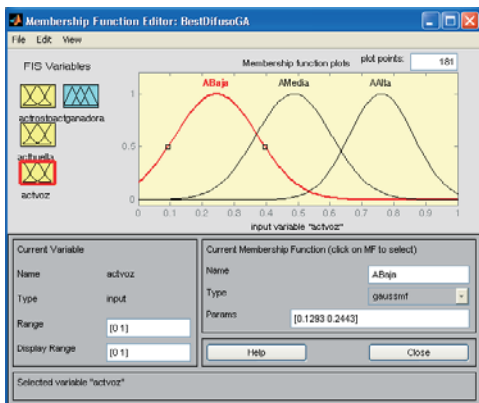 Membership Function Editor: BestDifusoGA
File Edit View
FIS Variables
Membership function plots plot points: 181
actrostroactganadora
acthuella
actvoz
ABaja AMedia AAlta
1
0.5
0
0 0.1 0.2 0.3 0.4 0.5 0.6 0.7 0.8 0.9 1
input variable "actvoz"
Current Variable
Name actvoz
Type input
Range [0 1]
Display Range [0 1]
Current Membership Function (click on MF to select)
Name ABaja
Type gaussmf
Params [0.1293 0.2443]
Help Close
Selected variable "actvoz"